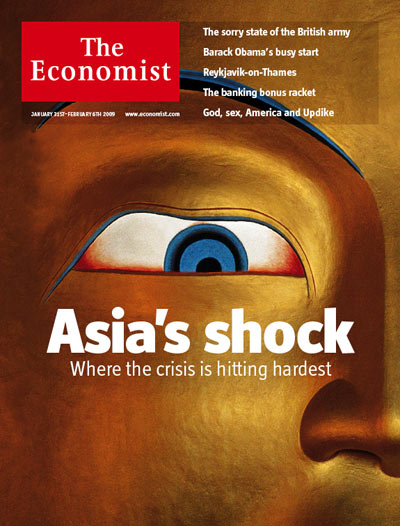 The
Economist
JANUARY 31ST–FEBRUARY 6TH 2009 www.economist.com
The sorry state of the British army
Barack Obama's busy start
Reykjavik-on-Thames
The banking bonus racket
God, sex, America and Updike
Asia's shock
Where the crisis is hitting hardest